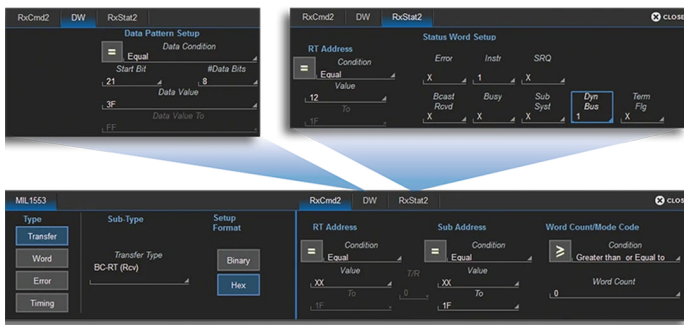 RxCmd2 DW RxStat2
Data Pattern Setup
Data Condition
= Equal
Start Bit #Data Bits
21 8
Data Value
3F
Data Value To
FF
RxCmd2 DW RxStat2 CLOSE
Status Word Setup
RT Address
Condition
= Equal
Value
12
To
1F
Error Instr SRQ
X 1 X
Bcast Rcvd Busy Sub Syst Dyn Bus Term Flg
X X X 1 X
MIL1553
Type Sub-Type Setup Format
Transfer
Word
Error
Timing
Transfer Type
BC-RT (Rcv)
Binary
Hex
RxCmd2 DW RxStat2 CLOS
RT Address Sub Address Word Count/Mode Code
Condition Condition Condition
= Equal = Equal ≥ Greater than or Equal to
Value T/R Value Word Count
XX 0 XX 0
To To
1F 1F